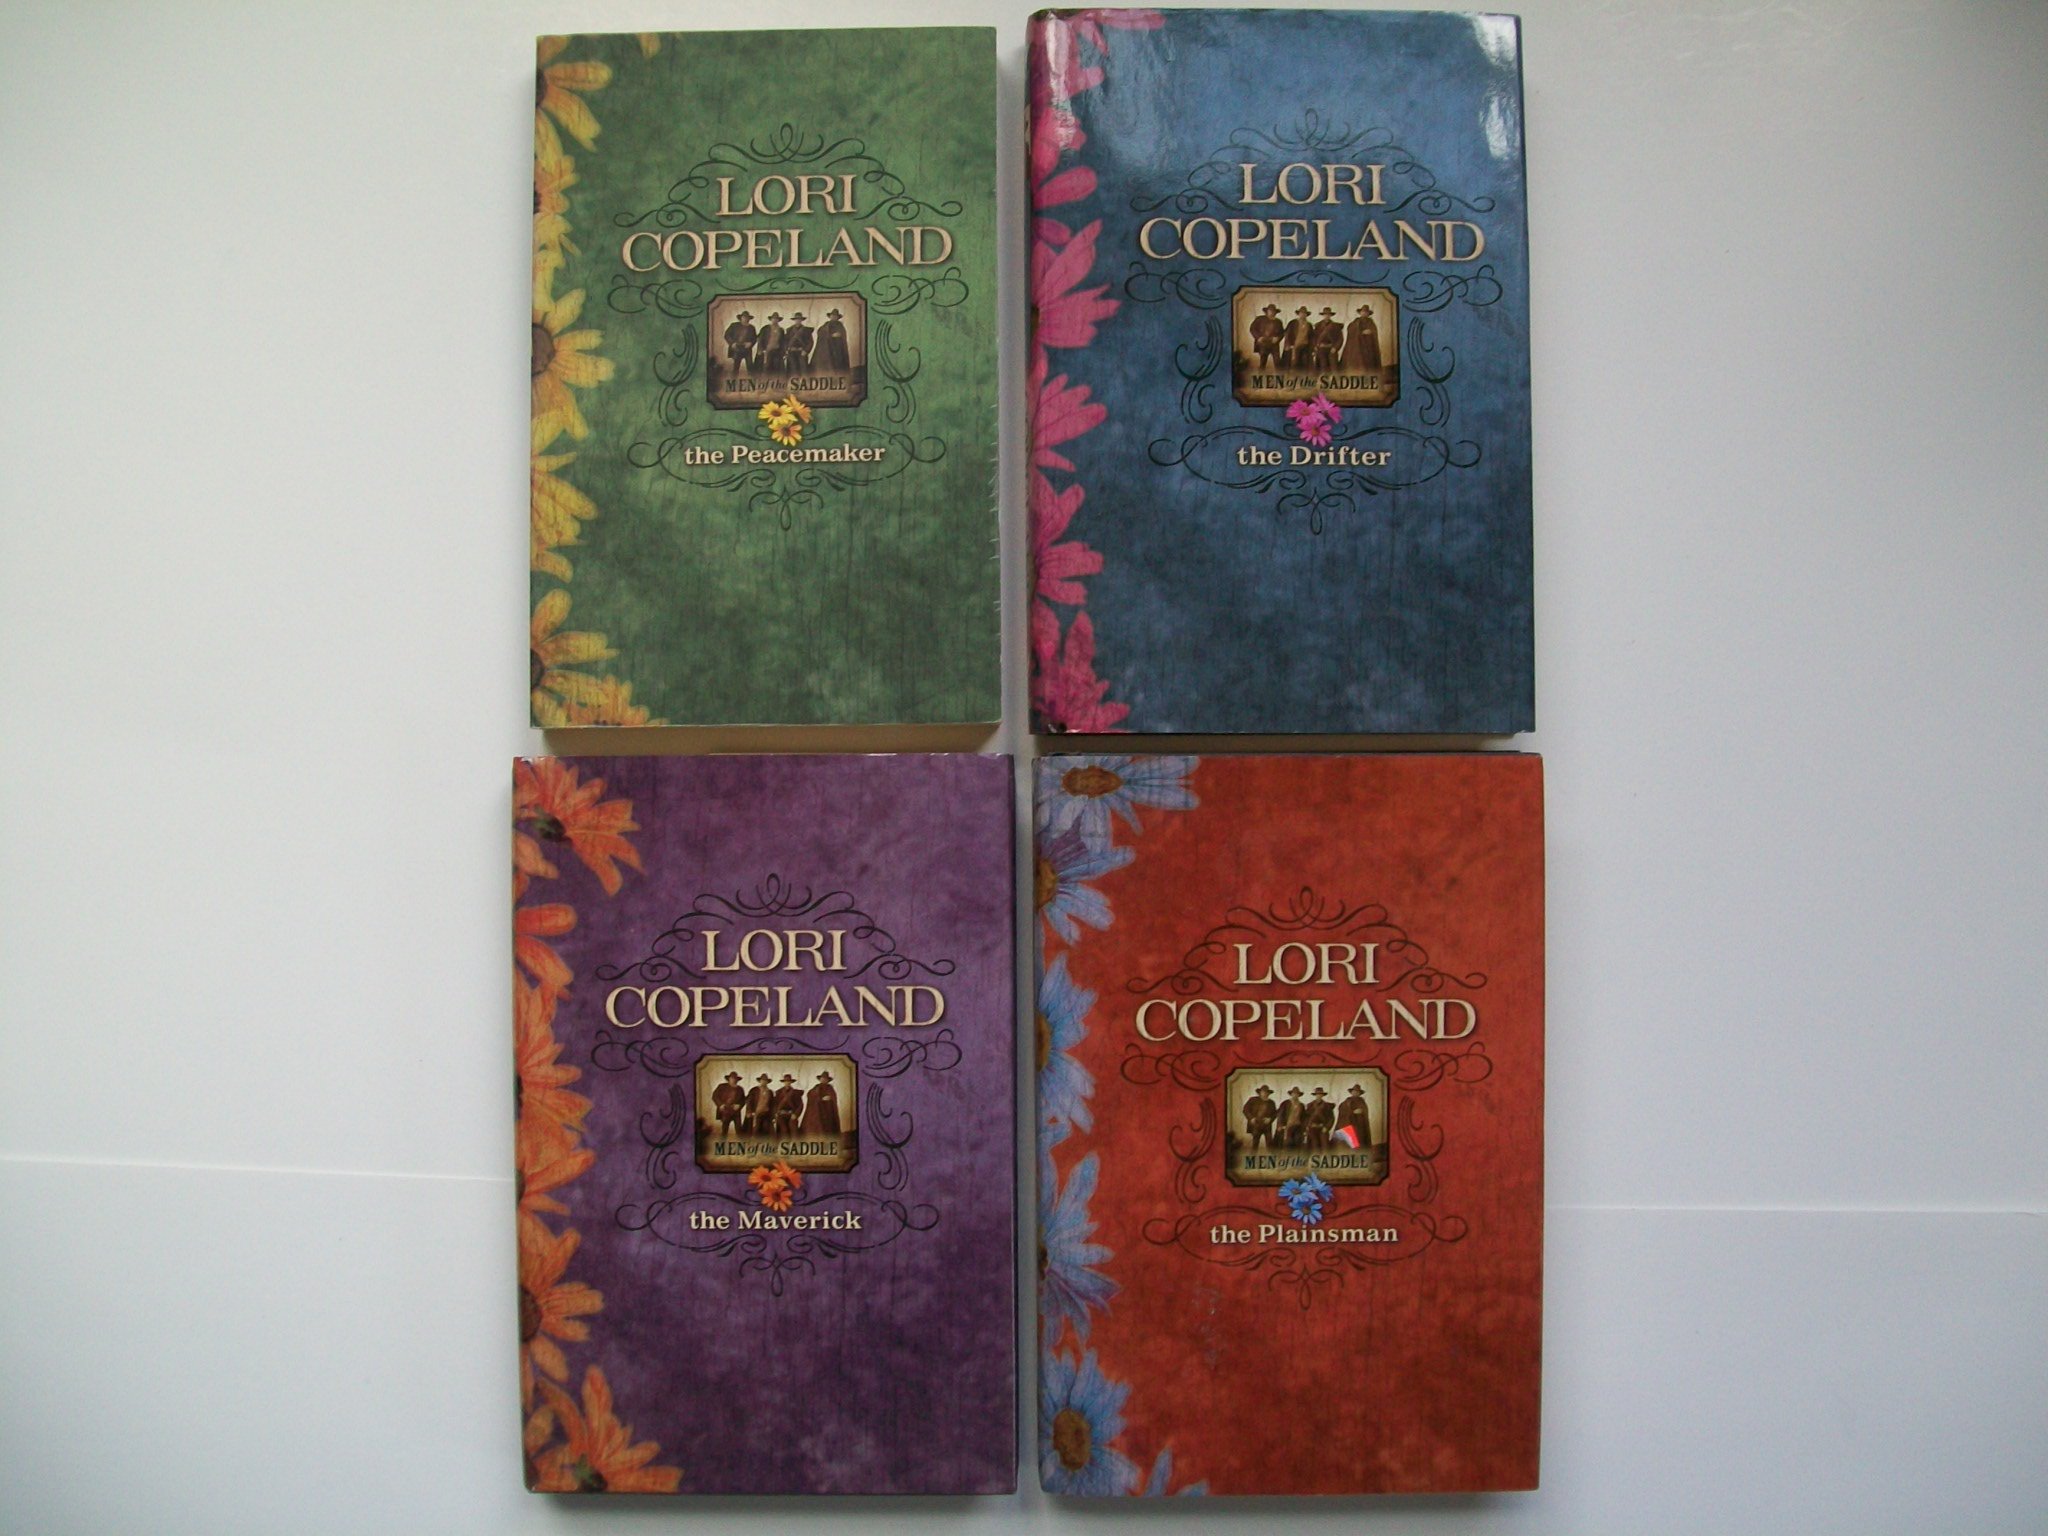 LORI
COPELAND
MEN of the SADDLE
the Peacemaker
LORI
COPELAND
MEN of the SADDLE
the Drifter
LORI
COPELAND
MEN of the SADDLE
the Maverick
LORI
COPELAND
MEN of the SADDLE
the Plainsman